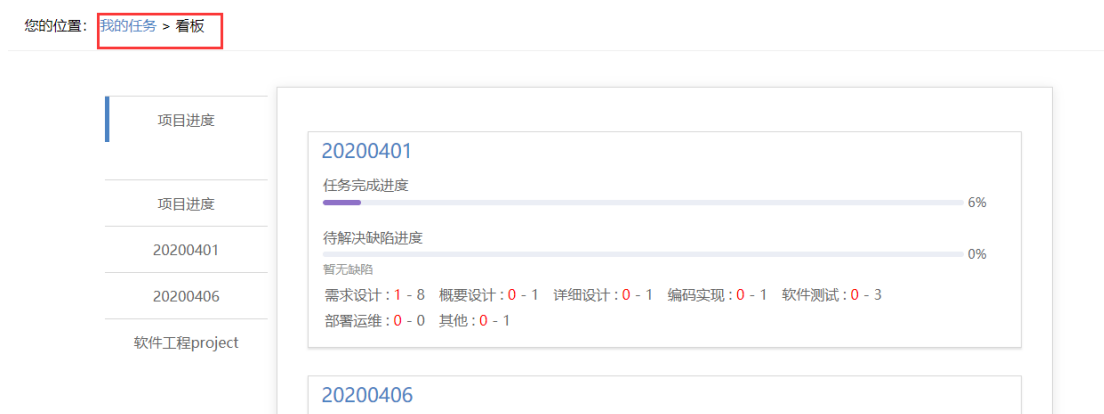 您的位置： 我的任务 > 看板
项目进度
项目进度
20200401
20200406
软件工程project
20200401
任务完成进度
6%
待解决缺陷进度
0%
暂无缺陷
需求设计 : 1 - 8 概要设计 : 0 - 1 详细设计 : 0 - 1 编码实现 : 0 - 1 软件测试 : 0 - 3
部署运维 : 0 - 0 其他 : 0 - 1
20200406